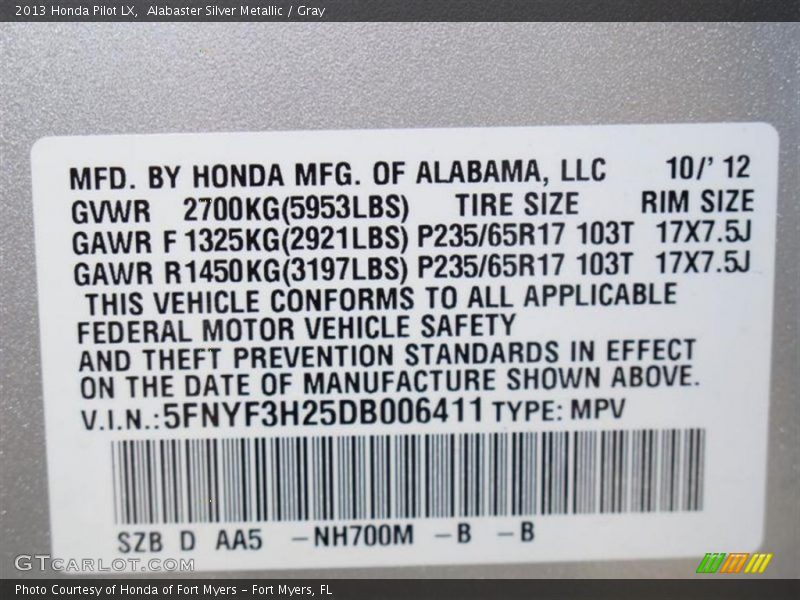 2013 Honda Pilot LX,  Alabaster Silver Metallic / Gray
MFD. BY HONDA MFG. OF ALABAMA, LLC 10/' 12
GVWR 2700KG(5953LBS) TIRE SIZE RIM SIZE
GAWR F 1325KG(2921LBS) P235/65R17 103T 17X7.5J
GAWR R1450KG(3197LBS) P235/65R17 103T 17X7.5J
THIS VEHICLE CONFORMS TO ALL APPLICABLE
FEDERAL MOTOR VEHICLE SAFETY
AND THEFT PREVENTION STANDARDS IN EFFECT
ON THE DATE OF MANUFACTURE SHOWN ABOVE.
V.I.N.:5FNYF3H25DB006411 TYPE: MPV
SZB D AA5 –NH700M –B –B
GTcarlot.com
Photo Courtesy of Honda of Fort Myers – Fort Myers, FL